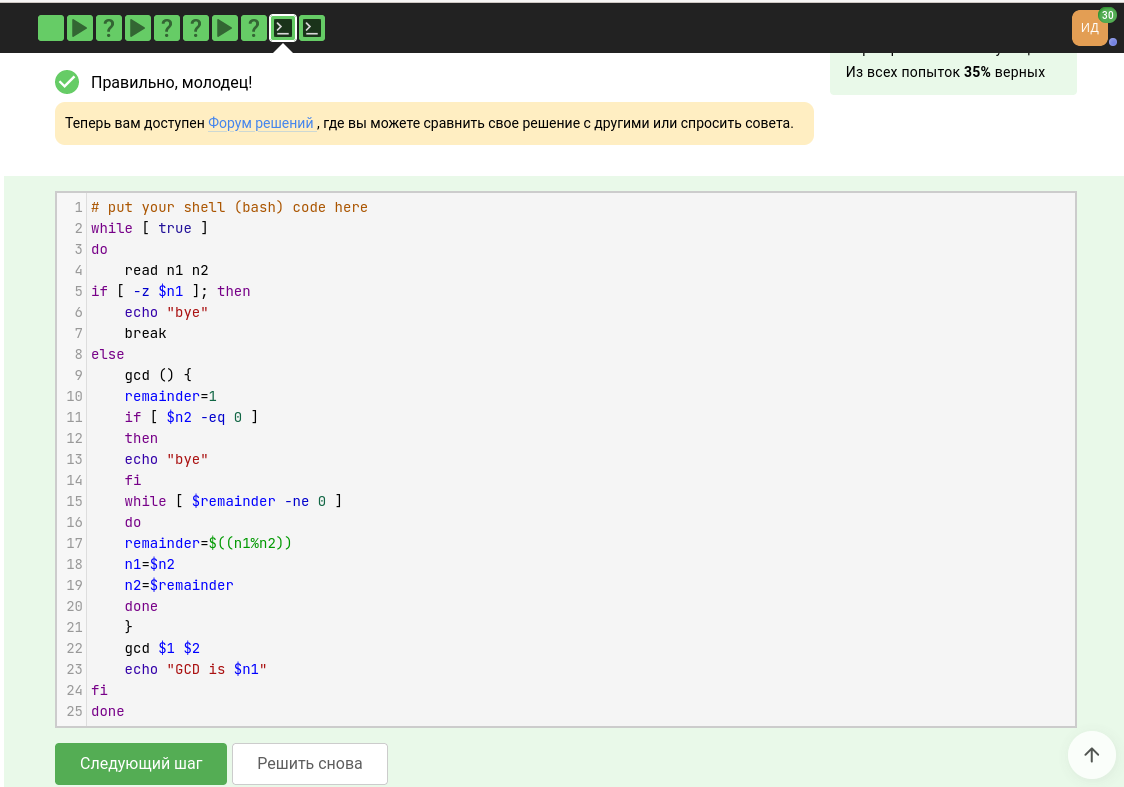 30
ИД
Из всех попыток 35% верных
Правильно, молодец!
Теперь вам доступен Форум решений , где вы можете сравнить свое решение с другими или спросить совета.
1 # put your shell (bash) code here
2 while [ true ]
3 do
4     read n1 n2
5 if [ -z $n1 ]; then
6     echo "bye"
7     break
8 else
9     gcd () {
10     remainder=1
11     if [ $n2 -eq 0 ]
12     then
13     echo "bye"
14     fi
15     while [ $remainder -ne 0 ]
16     do
17     remainder=$((n1%n2))
18     n1=$n2
19     n2=$remainder
20     done
21     }
22     gcd $1 $2
23     echo "GCD is $n1"
24 fi
25 done
Следующий шаг
Решить снова